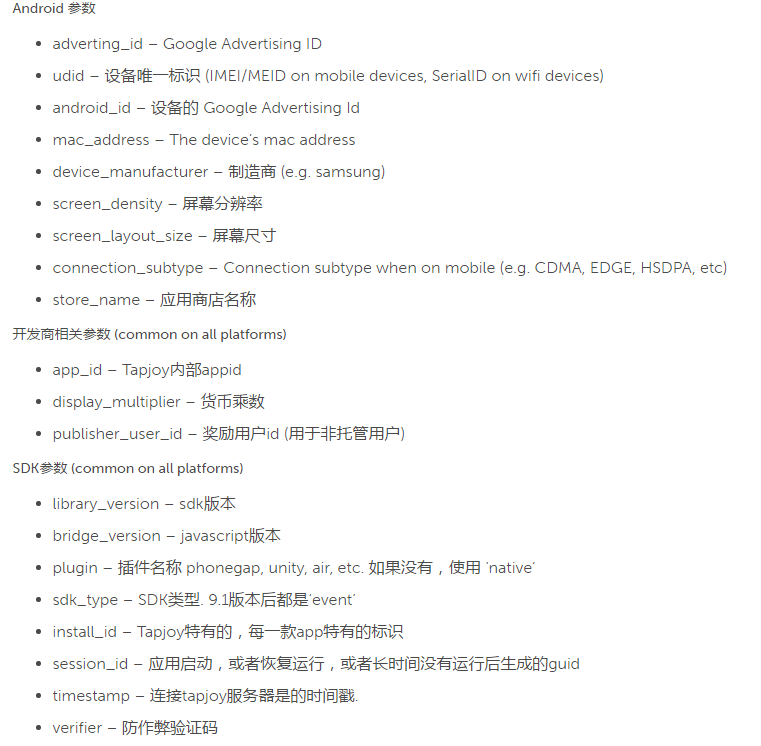 Android 参数
adverting_id – Google Advertising ID
udid – 设备唯一标识 (IMEI/MEID on mobile devices, SerialID on wifi devices)
android_id – 设备的 Google Advertising Id
mac_address – The device's mac address
device_manufacturer – 制造商 (e.g. samsung)
screen_density – 屏幕分辨率
screen_layout_size – 屏幕尺寸
connection_subtype – Connection subtype when on mobile (e.g. CDMA, EDGE, HSDPA, etc)
store_name – 应用商店名称
开发商相关参数 (common on all platforms)
app_id – Tapjoy内部appid
display_multiplier – 货币乘数
publisher_user_id – 奖励用户id (用于非托管用户)
SDK参数 (common on all platforms)
library_version – sdk版本
bridge_version – javascript版本
plugin – 插件名称 phonegap, unity, air, etc. 如果没有，使用 ‘native’
sdk_type – SDK类型. 9.1版本后都是‘event’
install_id – Tapjoy特有的，每一款app特有的标识
session_id – 应用启动，或者恢复运行，或者长时间没有运行后生成的guid
timestamp – 连接tapjoy服务器是的时间戳.
verifier – 防作弊验证码